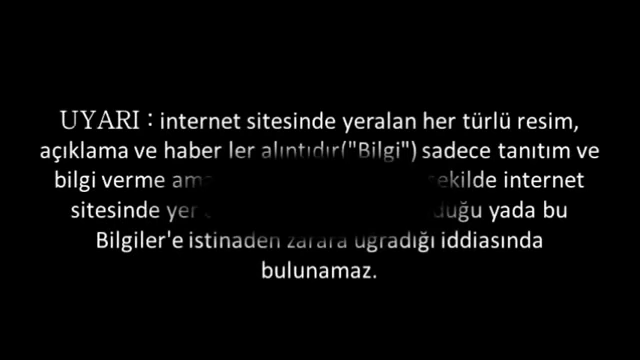 UYARI : internet sitesinde yeralan her türlü resim,
açıklama ve haber ler alıntıdır("Bilgi") sadece tanıtım ve
bilgi verme internet
sitesinde yer yada bu
Bilgiler'e istinaden zarara uğradığı iddiasında
bulunamaz.